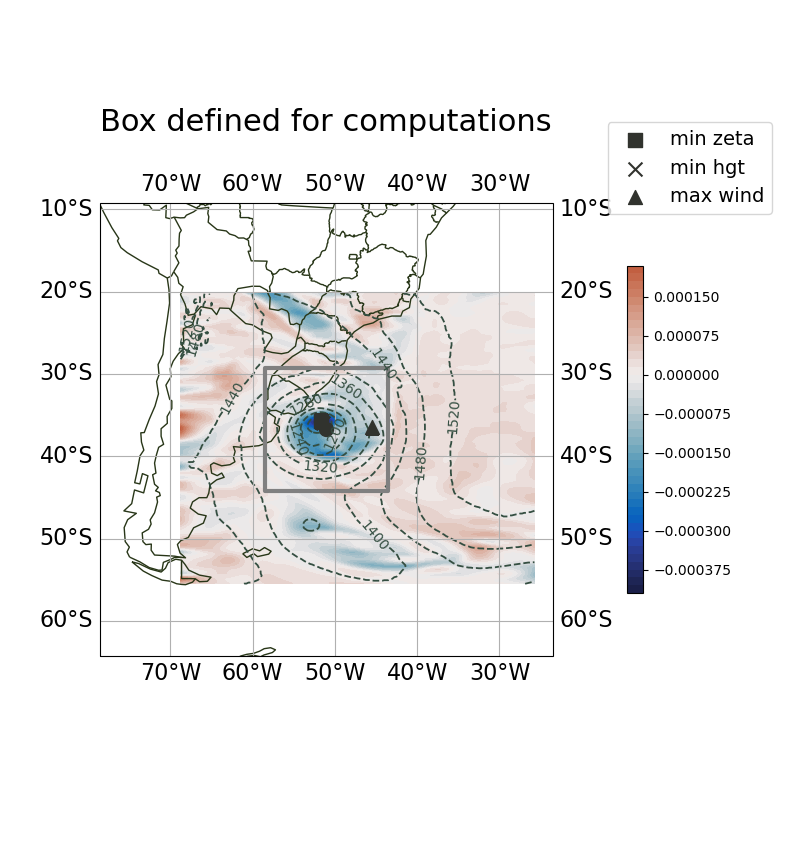 Box defined for computations
min zeta
min hgt
max wind
70°W 60°W 50°W 40°W 30°W
10°S 10°S
20°S 20°S
30°S 30°S
40°S 40°S
50°S 50°S
60°S 60°S
70°W 60°W 50°W 40°W 30°W
1480
1440
1440
1360
1520
1320
1480
1400
0.000150
0.000075
0.000000
−0.000075
−0.000150
−0.000225
−0.000300
−0.000375